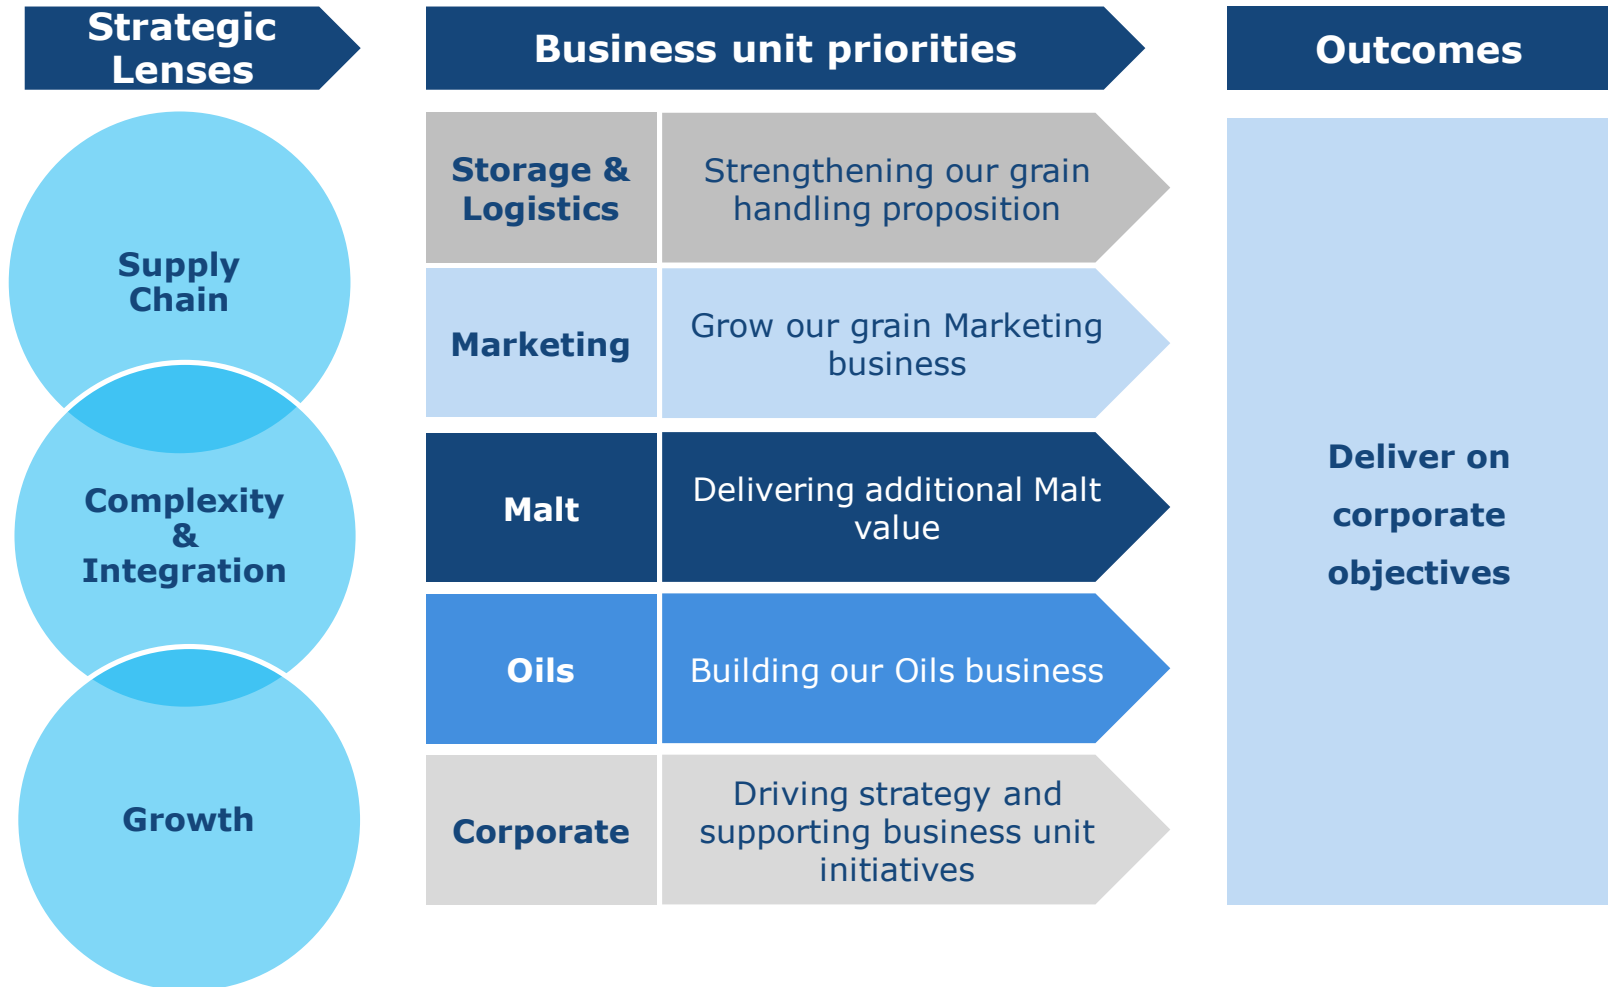 Strategic
Lenses
Business unit priorities
Outcomes
Supply
Chain
Complexity
&
Integration
Growth
Storage &
Logistics
Strengthening our grain
handling proposition
Marketing
Grow our grain Marketing
business
Malt
Delivering additional Malt
value
Oils
Building our Oils business
Corporate
Driving strategy and
supporting business unit
initiatives
Deliver on
corporate
objectives